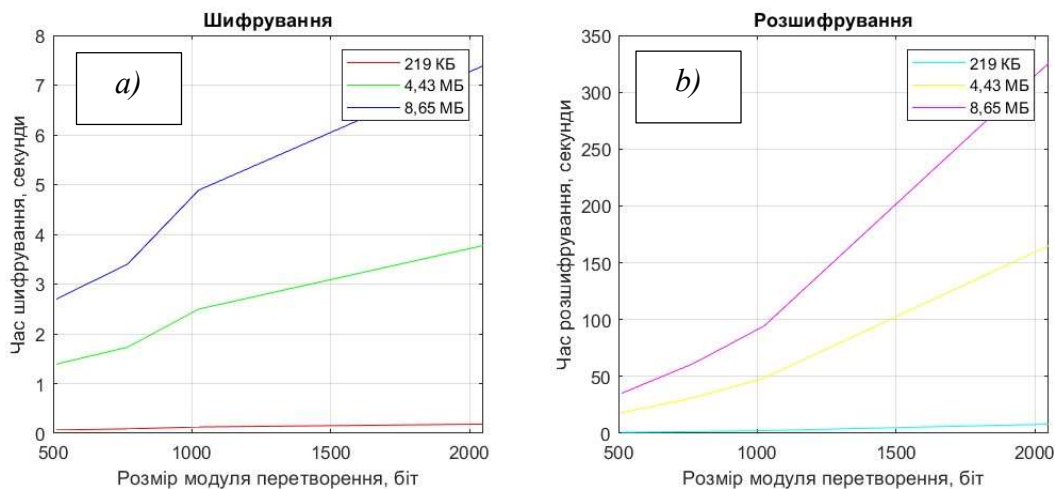 Шифрування
a)
219 КБ
4,43 МБ
8,65 МБ
Час шифрування, секунди
8
7
6
5
4
3
2
1
0
500
1000
1500
2000
Розмір модуля перетворення, біт
Розшифрування
b)
219 КБ
4,43 МБ
8,65 МБ
Час розшифрування, секунди
350
300
250
200
150
100
50
0
500
1000
1500
2000
Розмір модуля перетворення, біт